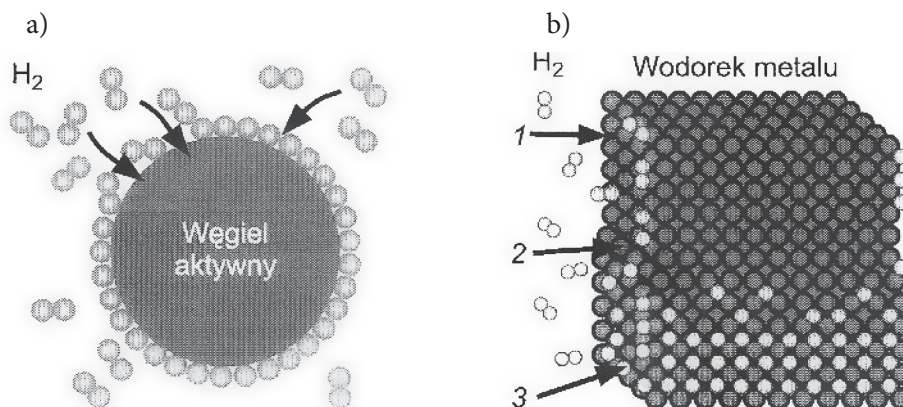 a)
H₂
Węgiel
aktywny
b)
H₂
Wodorek metalu
1
2
3